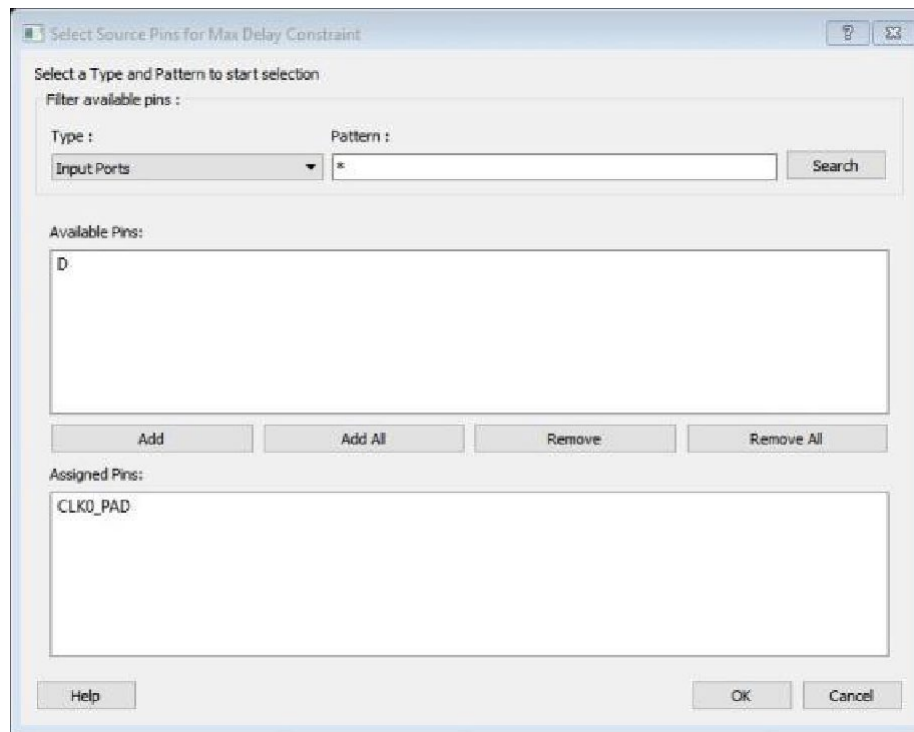 Select Source Pins for Max Delay Constraint
Select a Type and Pattern to start selection
Filter available pins :
Type : Pattern :
Input Ports * Search
Available Pins:
D
Add Add All Remove Remove All
Assigned Pins:
CLK0_PAD
Help OK Cancel